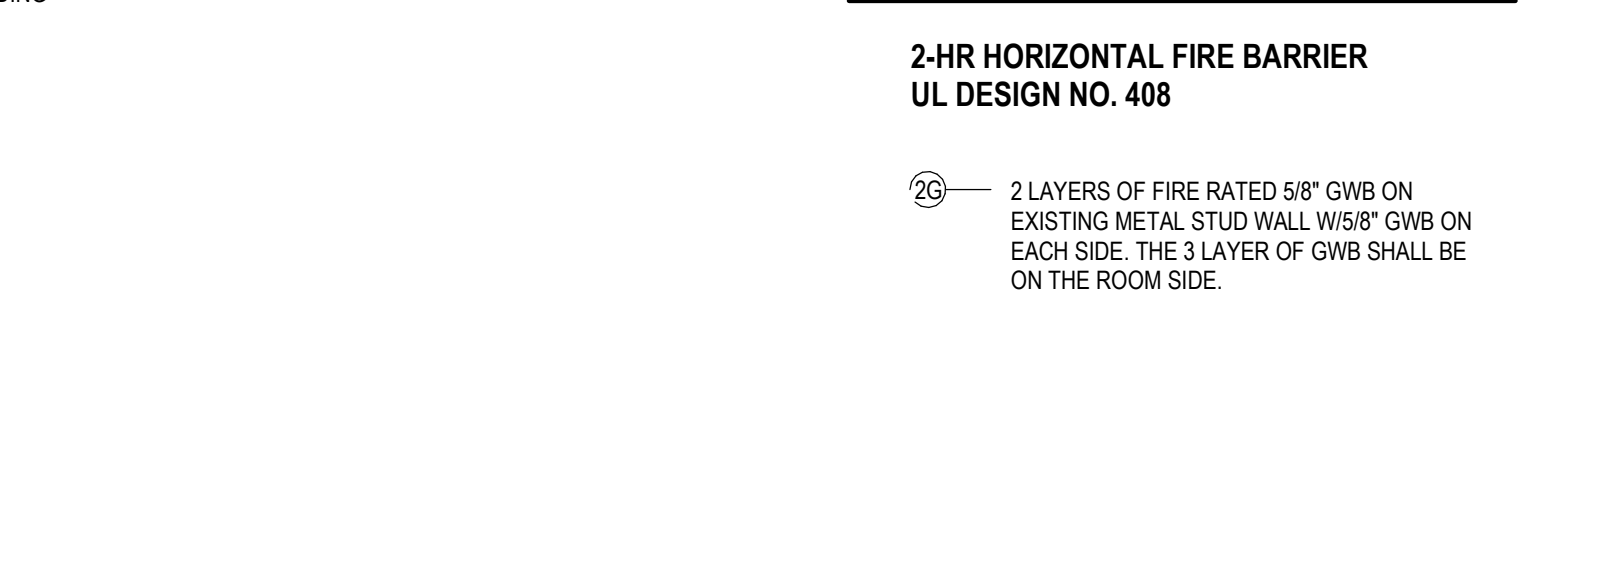 2-HR HORIZONTAL FIRE BARRIER
UL DESIGN NO. 408
2G
2 LAYERS OF FIRE RATED 5/8" GWB ON
EXISTING METAL STUD WALL W/5/8" GWB ON
EACH SIDE. THE 3 LAYER OF GWB SHALL BE
ON THE ROOM SIDE.